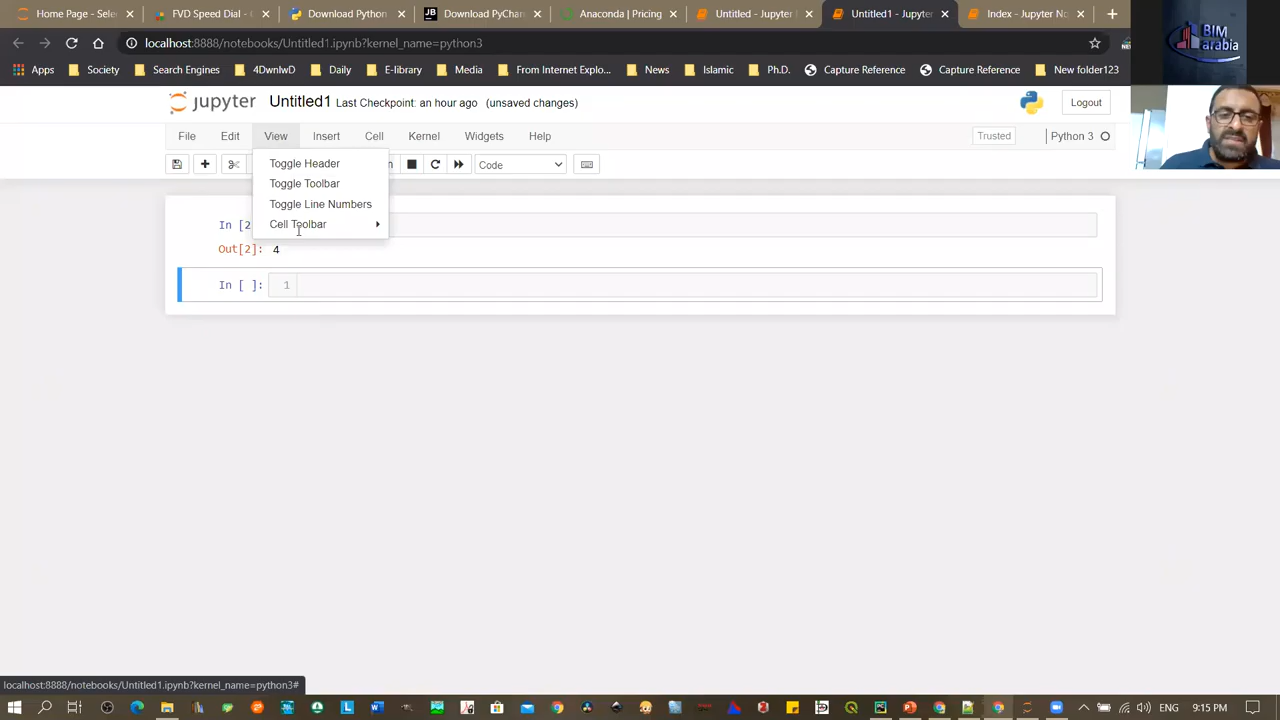 Home Page - Sele
FVD Speed Dial -
Download Python
JB Download PyChar
Anaconda | Pricing
Untitled - Jupyter
Untitled1 - Jupyter
Index - Jupyter No
localhost:8888/notebooks/Untitled1.ipynb?kernel_name=python3
Apps Society Search Engines 4DwnlwD Daily E-library Media From Internet Explo... News Islamic Ph.D. Capture Reference Capture Reference New folder123
BIM
arabia
jupyter Untitled1 Last Checkpoint: an hour ago (unsaved changes)
Logout
File Edit View Insert Cell Kernel Widgets Help
Trusted
Python 3
Code
Toggle Header
Toggle Toolbar
Toggle Line Numbers
Cell Toolbar
In [2
Out[2]: 4
In [ ]: 1
localhost:8888/notebooks/Untitled1.ipynb?kernel_name=python3#
ENG 9:15 PM